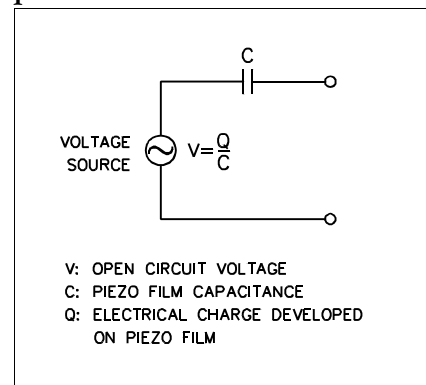 C
VOLTAGE
SOURCE
V=Q/C
V: OPEN CIRCUIT VOLTAGE
C: PIEZO FILM CAPACITANCE
Q: ELECTRICAL CHARGE DEVELOPED
ON PIEZO FILM